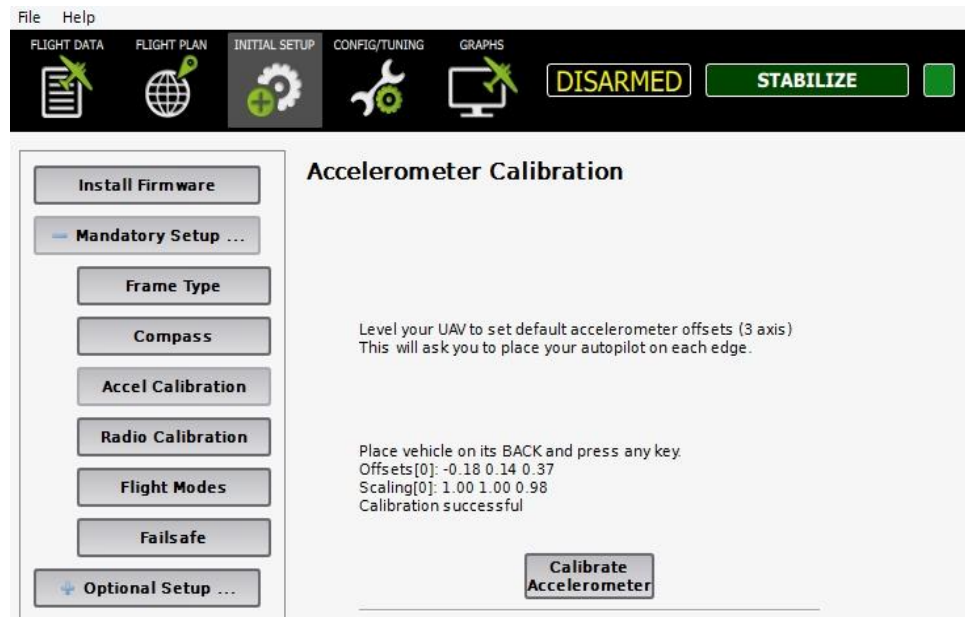 File Help
FLIGHT DATA FLIGHT PLAN INITIAL SETUP CONFIG/TUNING GRAPHS
DISARMED STABILIZE
Install Firmware
Mandatory Setup ...
Frame Type
Compass
Accel Calibration
Radio Calibration
Flight Modes
Failsafe
Optional Setup ...
Accelerometer Calibration
Level your UAV to set default accelerometer offsets (3 axis)
This will ask you to place your autopilot on each edge.
Place vehicle on its BACK and press any key.
Offsets[0]: -0.18 0.14 0.37
Scaling[0]: 1.00 1.00 0.98
Calibration successful
Calibrate
Accelerometer